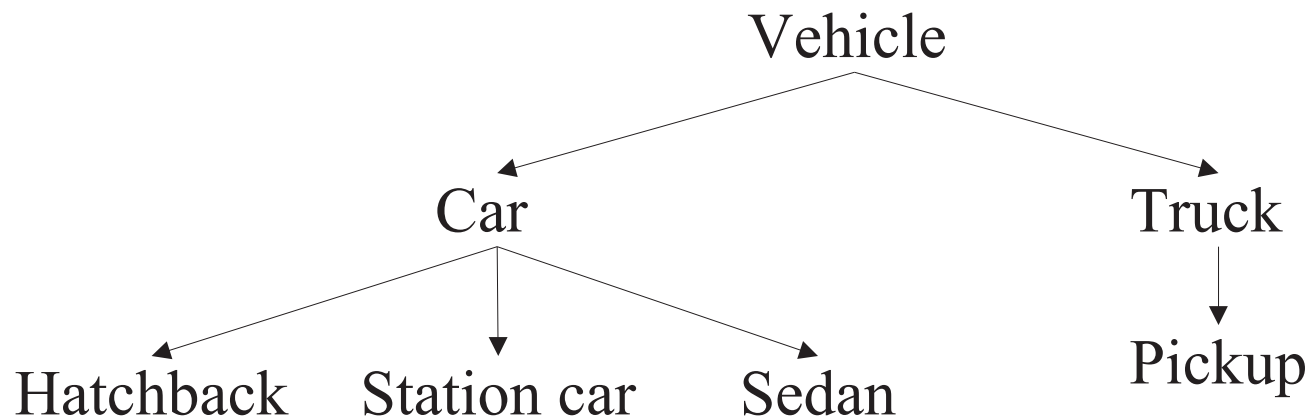 Vehicle
Car
Truck
Hatchback
Station car
Sedan
Pickup